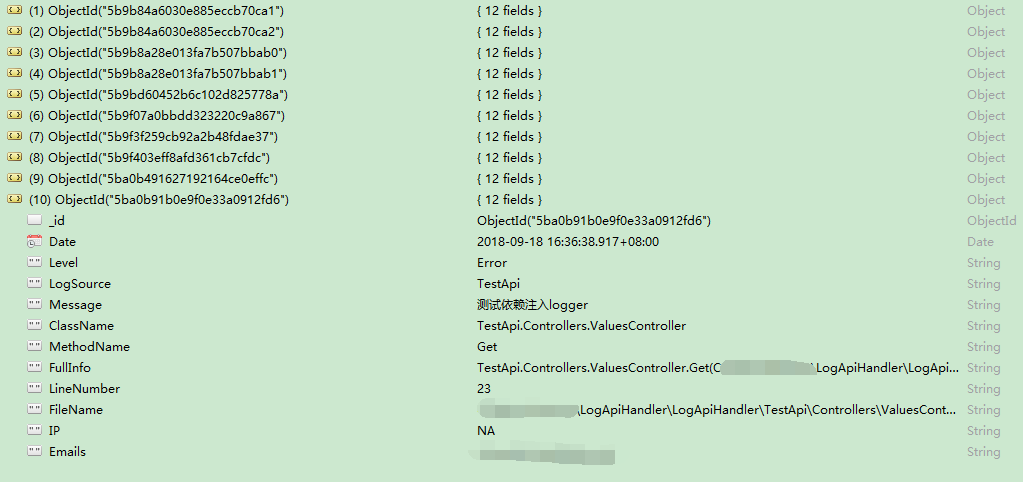 (1) ObjectId("5b9b84a6030e885eccb70ca1") { 12 fields } Object
(2) ObjectId("5b9b84a6030e885eccb70ca2") { 12 fields } Object
(3) ObjectId("5b9b8a28e013fa7b507bbab0") { 12 fields } Object
(4) ObjectId("5b9b8a28e013fa7b507bbab1") { 12 fields } Object
(5) ObjectId("5b9bd60452b6c102d825778a") { 12 fields } Object
(6) ObjectId("5b9f07a0bbdd323220c9a867") { 12 fields } Object
(7) ObjectId("5b9f3f259cb92a2b48fdae37") { 12 fields } Object
(8) ObjectId("5b9f403eff8afd361cb7cfdc") { 12 fields } Object
(9) ObjectId("5ba0b491627192164ce0effc") { 12 fields } Object
(10) ObjectId("5ba0b91b0e9f0e33a0912fd6") { 12 fields } Object
_id ObjectId("5ba0b91b0e9f0e33a0912fd6") ObjectId
Date 2018-09-18 16:36:38.917+08:00 Date
Level Error String
LogSource TestApi String
Message 测试依赖注入logger String
ClassName TestApi.Controllers.ValuesController String
MethodName Get String
FullInfo TestApi.Controllers.ValuesController.Get(C \LogApiHandler\LogApi... String
LineNumber 23 String
FileName \LogApiHandler\LogApiHandler\TestApi\Controllers\ValuesCont... String
IP NA String
Emails String